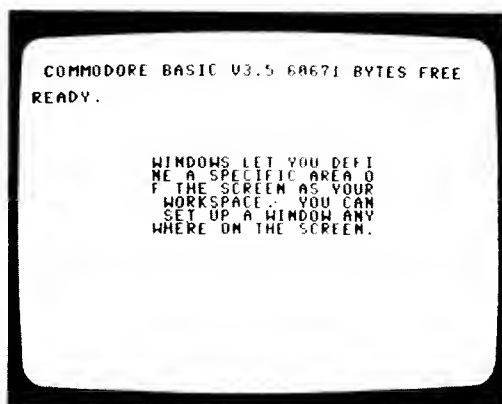 COMMODORE BASIC V3.5 60671 BYTES FREE
READY.
WINDOWS LET YOU DEFI
NE A SPECIFIC AREA O
F THE SCREEN AS YOUR
WORKSPACE. YOU CAN
SET UP A WINDOW ANY
WHERE ON THE SCREEN.